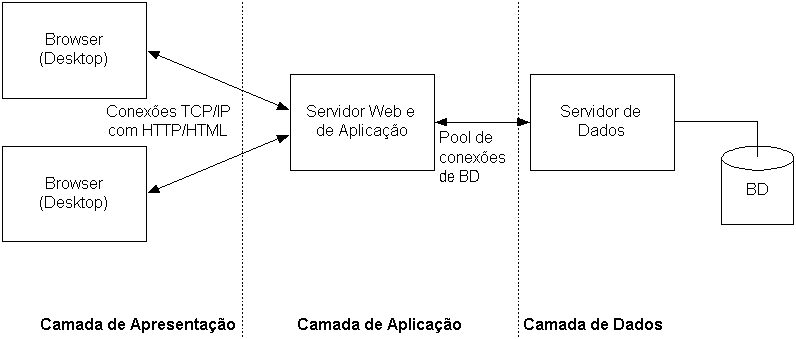 Browser
(Desktop)
Conexões TCP/IP
com HTTP/HTML
Browser
(Desktop)
Servidor Web e
de Aplicação
Pool de
conexões
de BD
Servidor de
Dados
BD
Camada de Apresentação
Camada de Aplicação
Camada de Dados